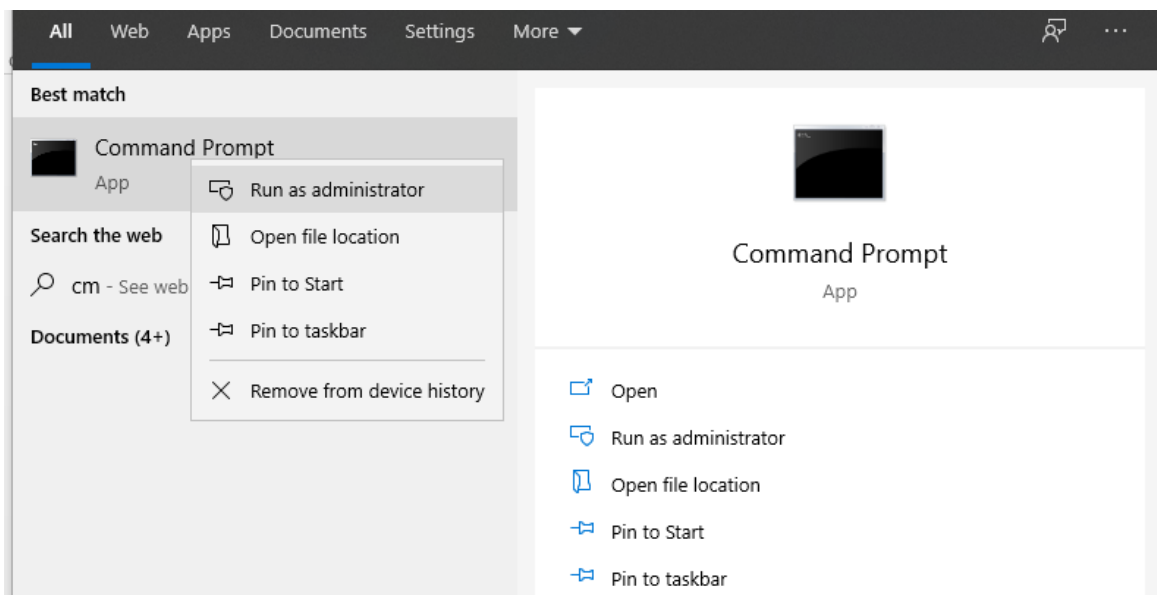 All Web Apps Documents Settings More
Best match
Command Prompt
App
Run as administrator
Open file location
Pin to Start
Pin to taskbar
Remove from device history
Search the web
cm - See web
Documents (4+)
Command Prompt
App
Open
Run as administrator
Open file location
Pin to Start
Pin to taskbar